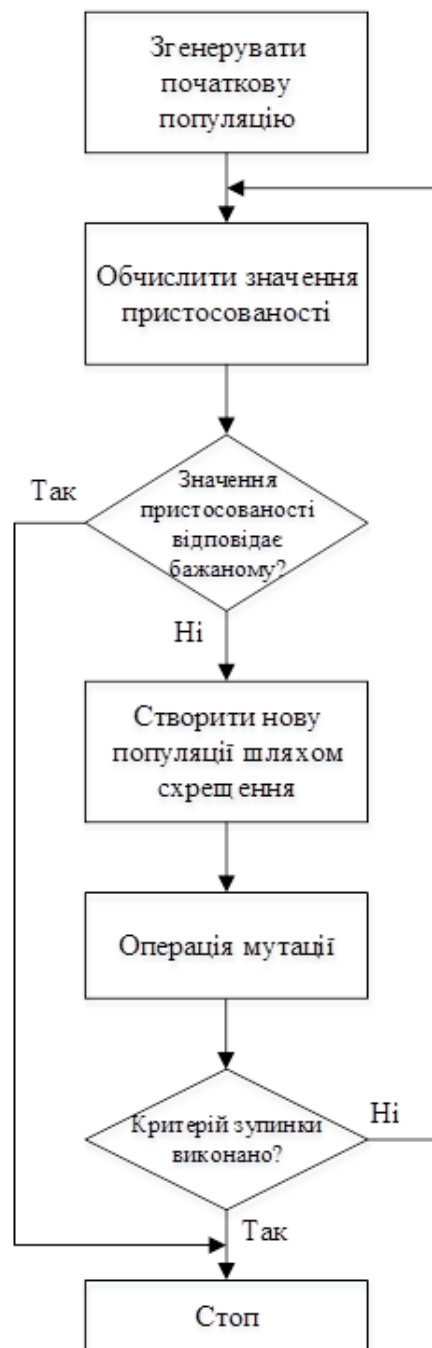 Згенерувати
початкову
популяцію
Обчислити значення
пристосованості
Значення
пристосованості
відповідає
бажаному?
Так
Ні
Створити нову
популяції шляхом
схрещення
Операція мутації
Критерій зупинки
виконано?
Ні
Так
Стоп